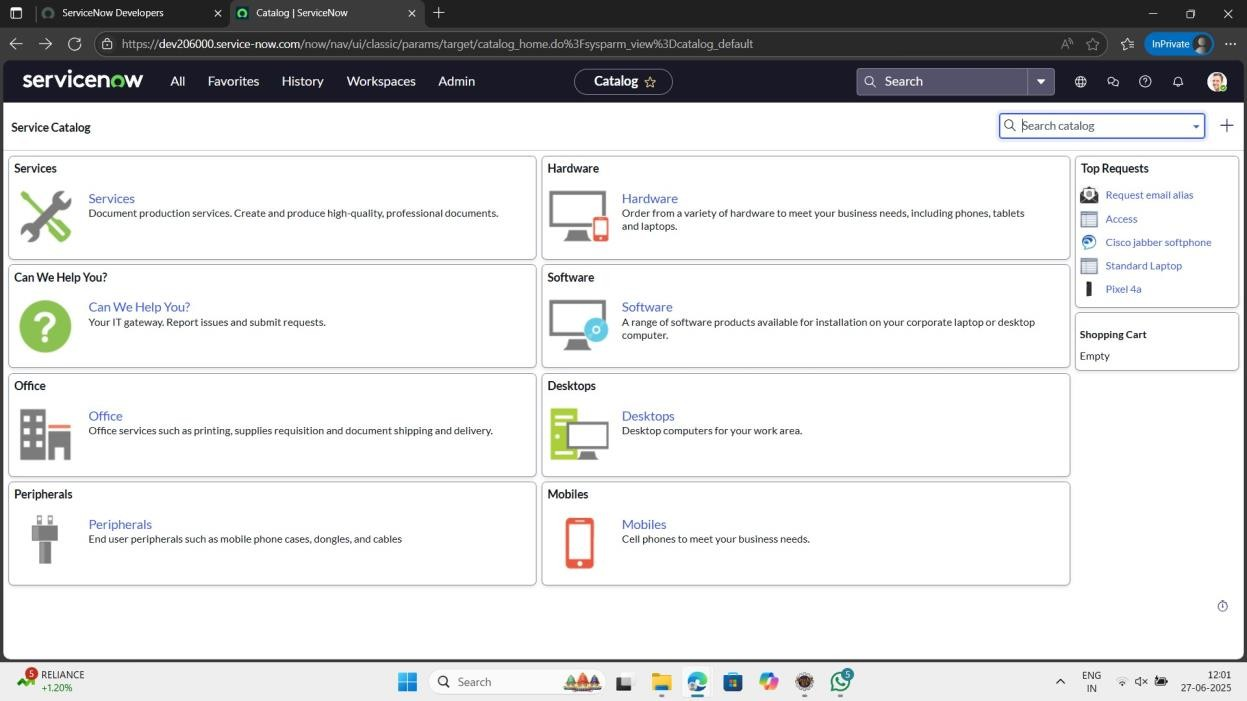 ServiceNow Developers
Catalog | ServiceNow
https://dev206000.service-now.com/now/nav/ui/classic/params/target/catalog_home.do%3Fsysparm_view%3Dcatalog_default
InPrivate
servicenow
All
Favorites
History
Workspaces
Admin
Catalog
Search
Service Catalog
Search catalog
Services
Services
Document production services. Create and produce high-quality, professional documents.
Hardware
Hardware
Order from a variety of hardware to meet your business needs, including phones, tablets
and laptops.
Top Requests
Request email alias
Access
Cisco jabber softphone
Standard Laptop
Pixel 4a
Can We Help You?
Can We Help You?
Your IT gateway. Report issues and submit requests.
Software
Software
A range of software products available for installation on your corporate laptop or desktop
computer.
Shopping Cart
Empty
Office
Office
Office services such as printing, supplies requisition and document shipping and delivery.
Desktops
Desktops
Desktop computers for your work area.
Peripherals
Peripherals
End user peripherals such as mobile phone cases, dongles, and cables
Mobiles
Mobiles
Cell phones to meet your business needs.
5
RELIANCE
+1.20%
Search
5
ENG
IN
12:01
27-06-2025